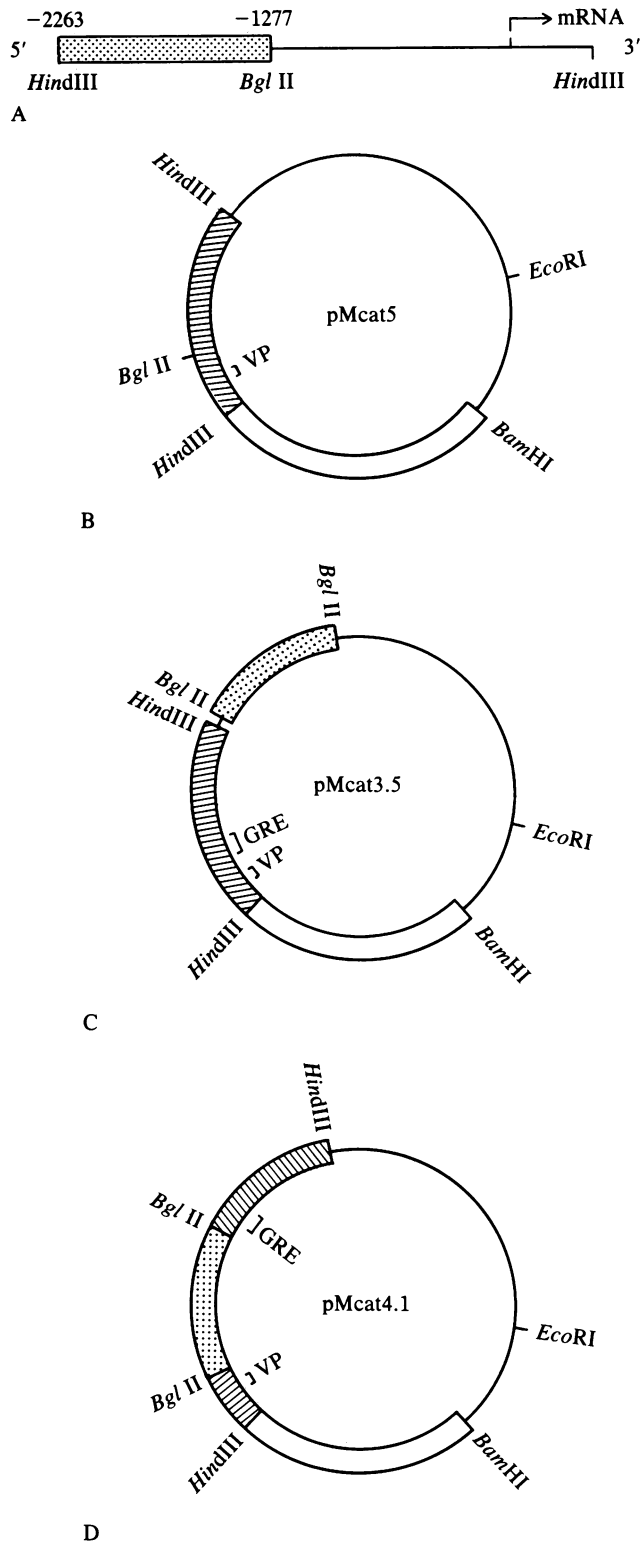 −2263 −1277 mRNA
5′ 3′
HindIII Bgl II HindIII
A
HindIII
EcoRI
pMcat5
VP
Bgl II
HindIII
BamHI
B
Bgl II
Bgl II
HindIII
pMcat3.5
GRE
EcoRI
VP
HindIII
BamHI
C
HindIII
Bgl II
GRE
pMcat4.1
EcoRI
VP
Bgl II
HindIII
BamHI
D